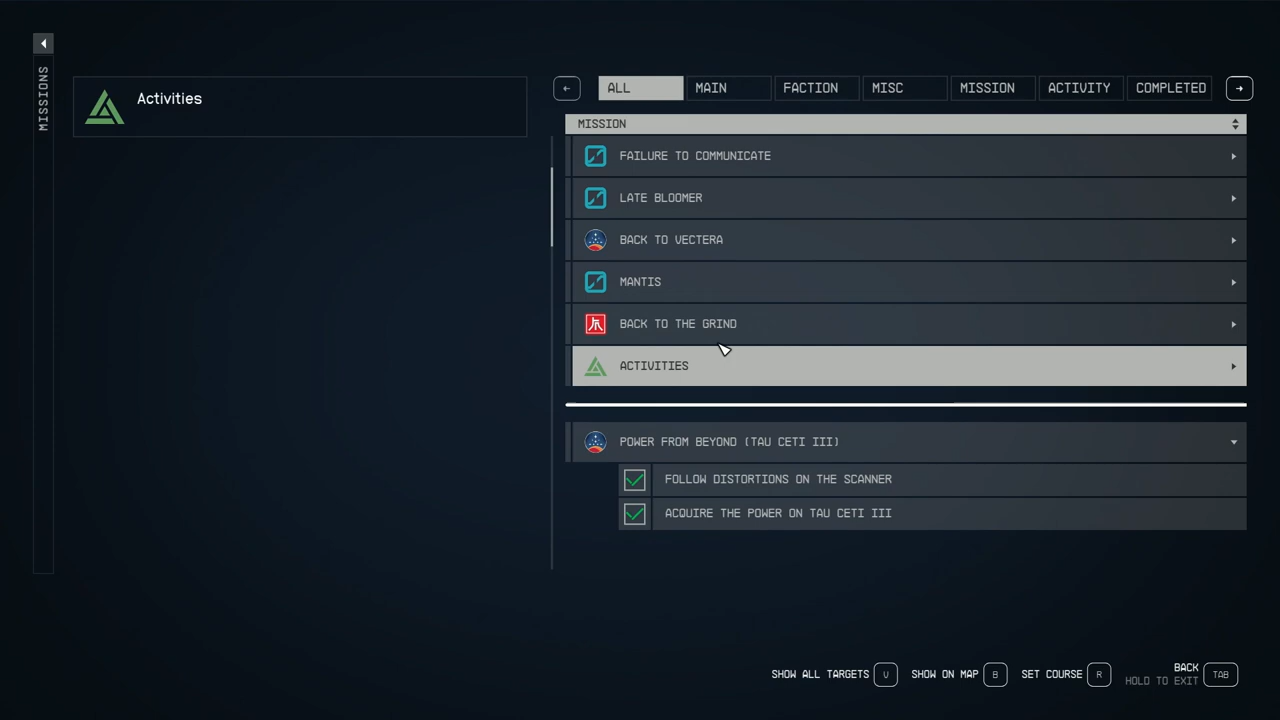 MISSIONS
Activities
ALL
MAIN
FACTION
MISC
MISSION
ACTIVITY
COMPLETED
MISSION
FAILURE TO COMMUNICATE
LATE BLOOMER
BACK TO VECTERA
MANTIS
BACK TO THE GRIND
ACTIVITIES
POWER FROM BEYOND (TAU CETI III)
FOLLOW DISTORTIONS ON THE SCANNER
ACQUIRE THE POWER ON TAU CETI III
SHOW ALL TARGETS V
SHOW ON MAP B
SET COURSE R
BACK
HOLD TO EXIT
TAB